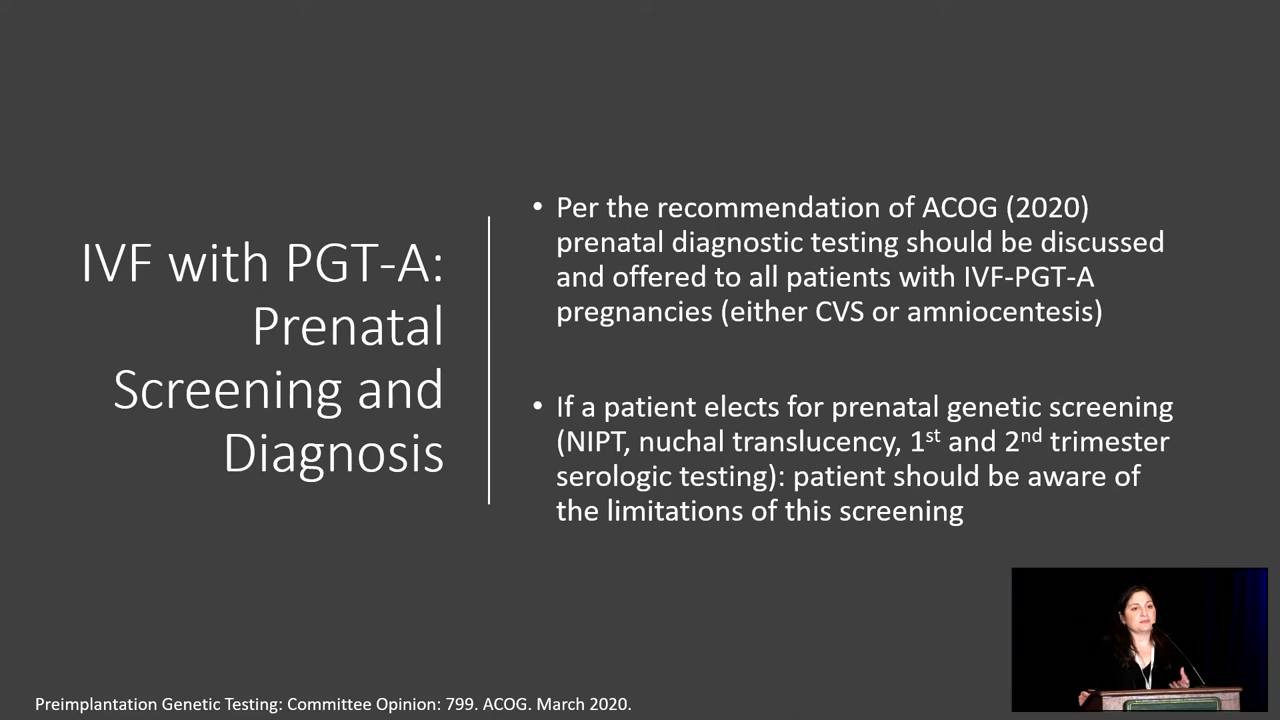 IVF with PGT-A:
Prenatal
Screening and
Diagnosis
• Per the recommendation of ACOG (2020)
prenatal diagnostic testing should be discussed
and offered to all patients with IVF-PGT-A
pregnancies (either CVS or amniocentesis)
• If a patient elects for prenatal genetic screening
(NIPT, nuchal translucency, 1st and 2nd trimester
serologic testing): patient should be aware of
the limitations of this screening
Preimplantation Genetic Testing: Committee Opinion: 799. ACOG. March 2020.